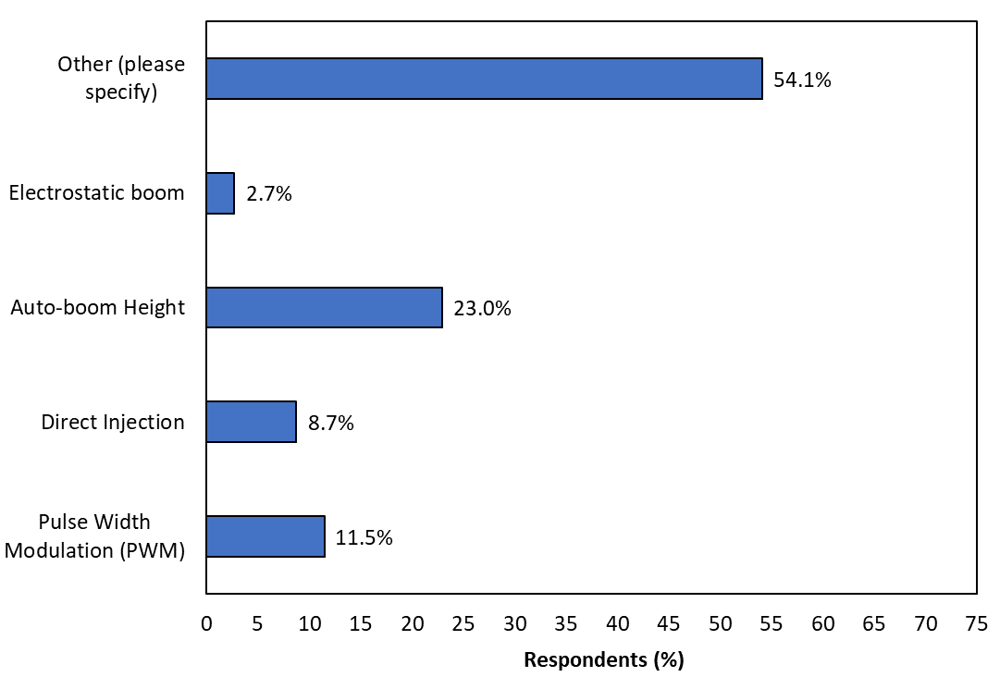 Other (please
specify)
54.1%
Electrostatic boom
2.7%
Auto-boom Height
23.0%
Direct Injection
8.7%
Pulse Width
Modulation (PWM)
11.5%
0 5 10 15 20 25 30 35 40 45 50 55 60 65 70 75
Respondents (%)